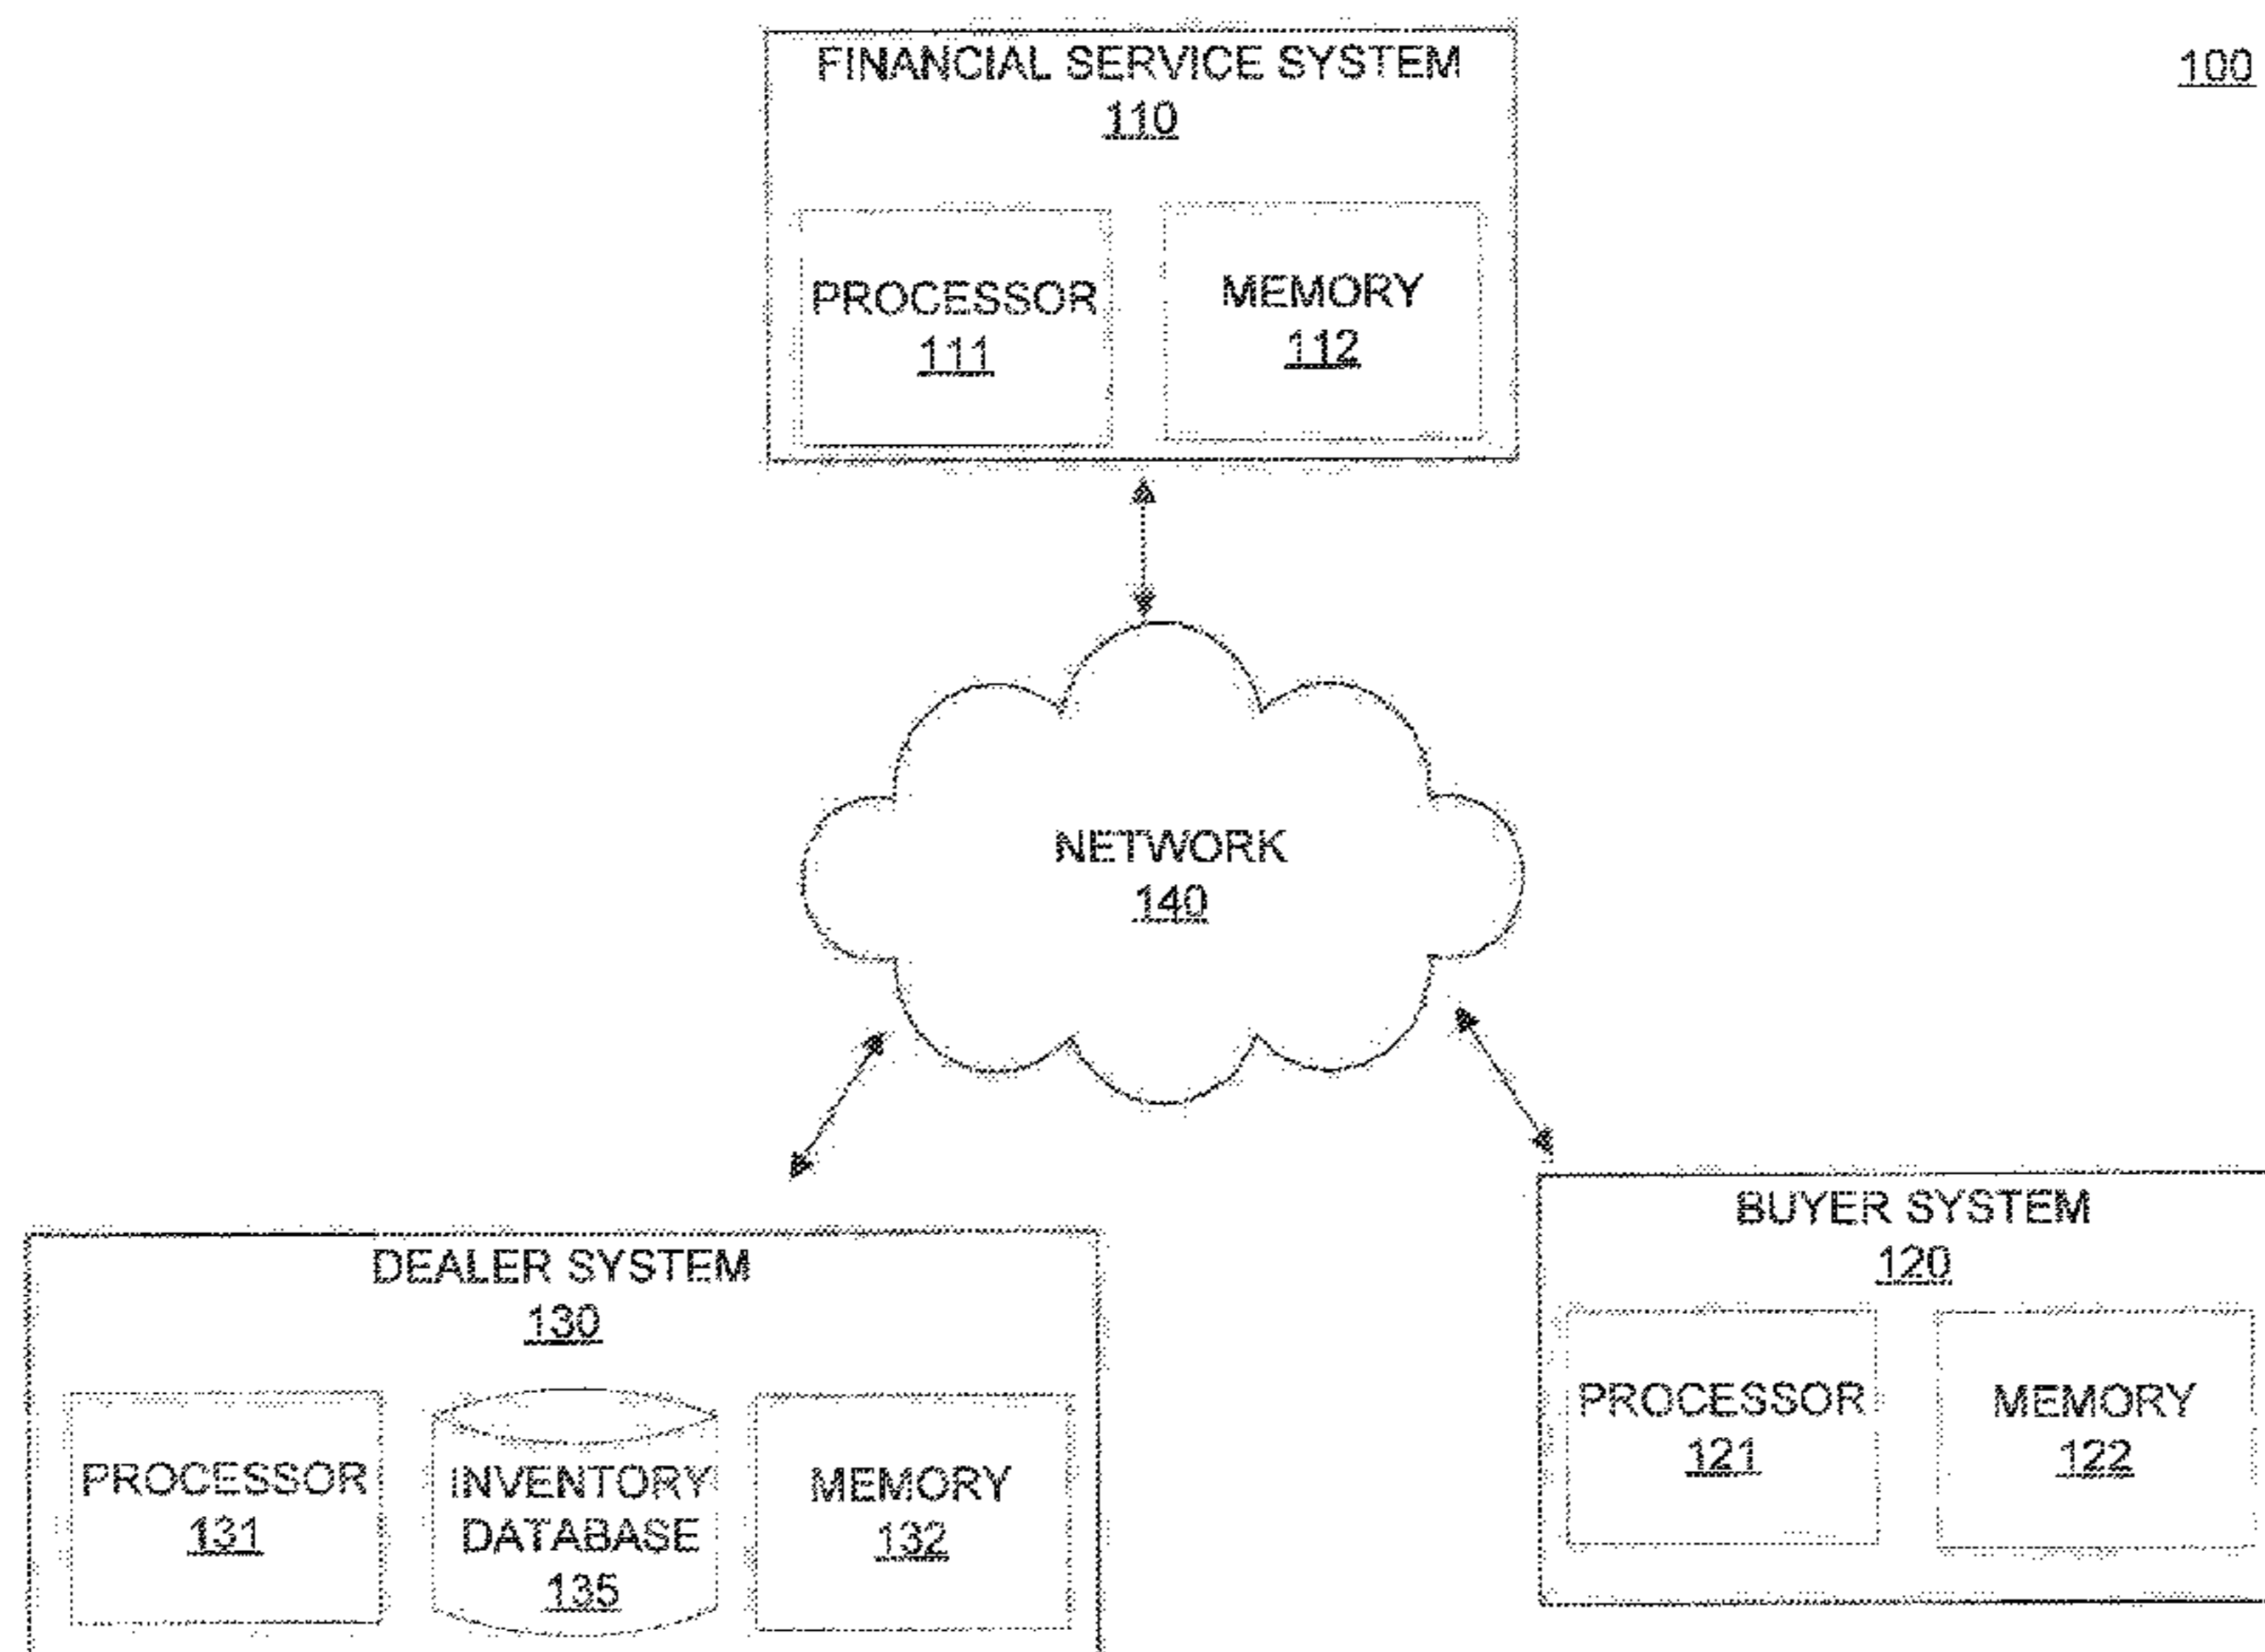 100
FINANCIAL SERVICE SYSTEM
110
PROCESSOR
111
MEMORY
112
NETWORK
140
DEALER SYSTEM
130
PROCESSOR
131
INVENTORY
DATABASE
135
MEMORY
132
BUYER SYSTEM
120
PROCESSOR
121
MEMORY
122